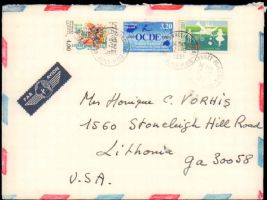 OCDE
3,20
PAR AVION
Mrs Monique C. VORHIS
1560 Stoneleigh Hill Road
Lithonia
ga 30058
U.S.A.